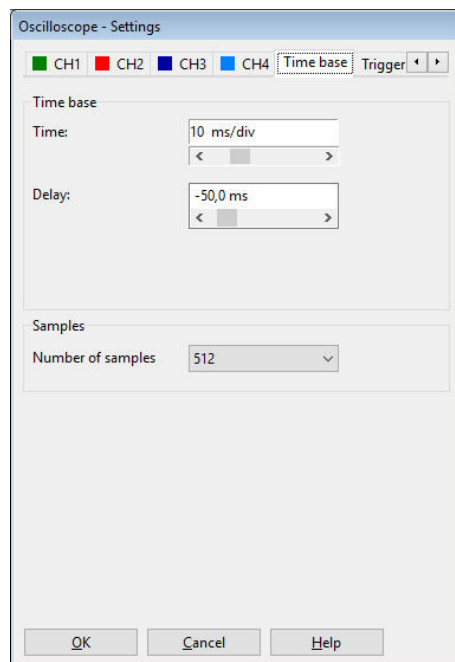 Oscilloscope - Settings
CH1 CH2 CH3 CH4 Time base Trigger
Time base
Time: 10 ms/div
Delay: -50,0 ms
Samples
Number of samples 512
OK Cancel Help